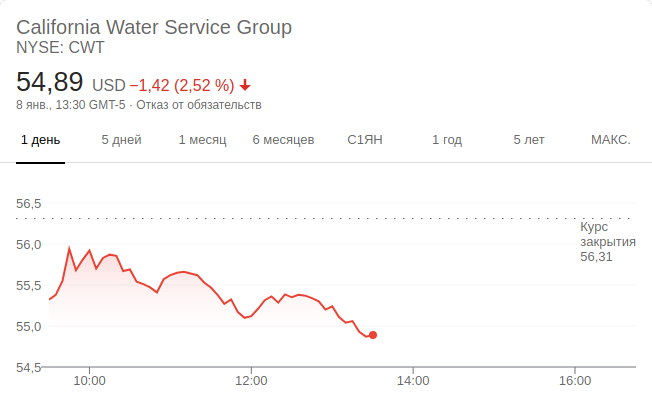 California Water Service Group
NYSE: CWT
54,89 USD −1,42 (2,52 %)
8 янв., 13:30 GMT-5 · Отказ от обязательств
1 день 5 дней 1 месяц 6 месяцев С1ЯН 1 год 5 лет МАКС.
56,5
Курс
закрытия
56,31
56,0
55,5
55,0
54,5
10:00 12:00 14:00 16:00